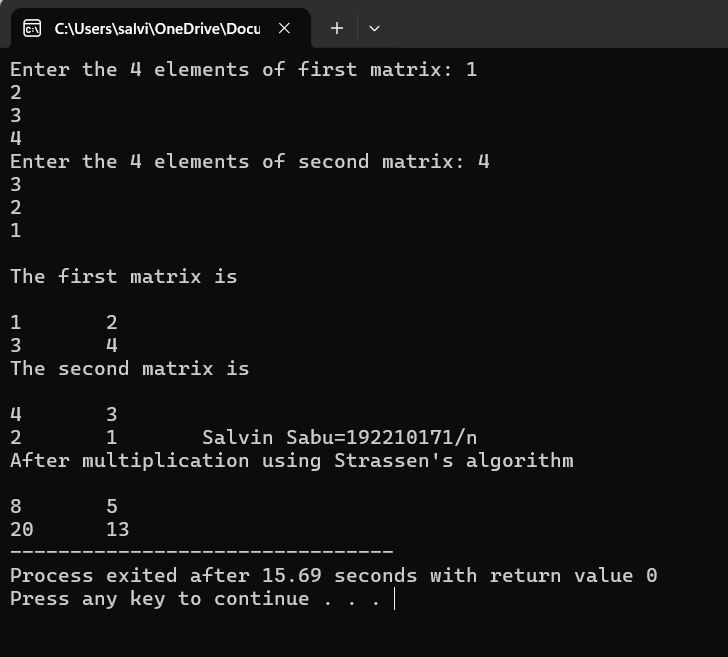 C:\Users\salvi\OneDrive\Docu
Enter the 4 elements of first matrix: 1
2
3
4
Enter the 4 elements of second matrix: 4
3
2
1
The first matrix is
1 2
3 4
The second matrix is
4 3
2 1 Salvin Sabu=192210171/n
After multiplication using Strassen's algorithm
8 5
20 13
--------------------------------
Process exited after 15.69 seconds with return value 0
Press any key to continue . . .